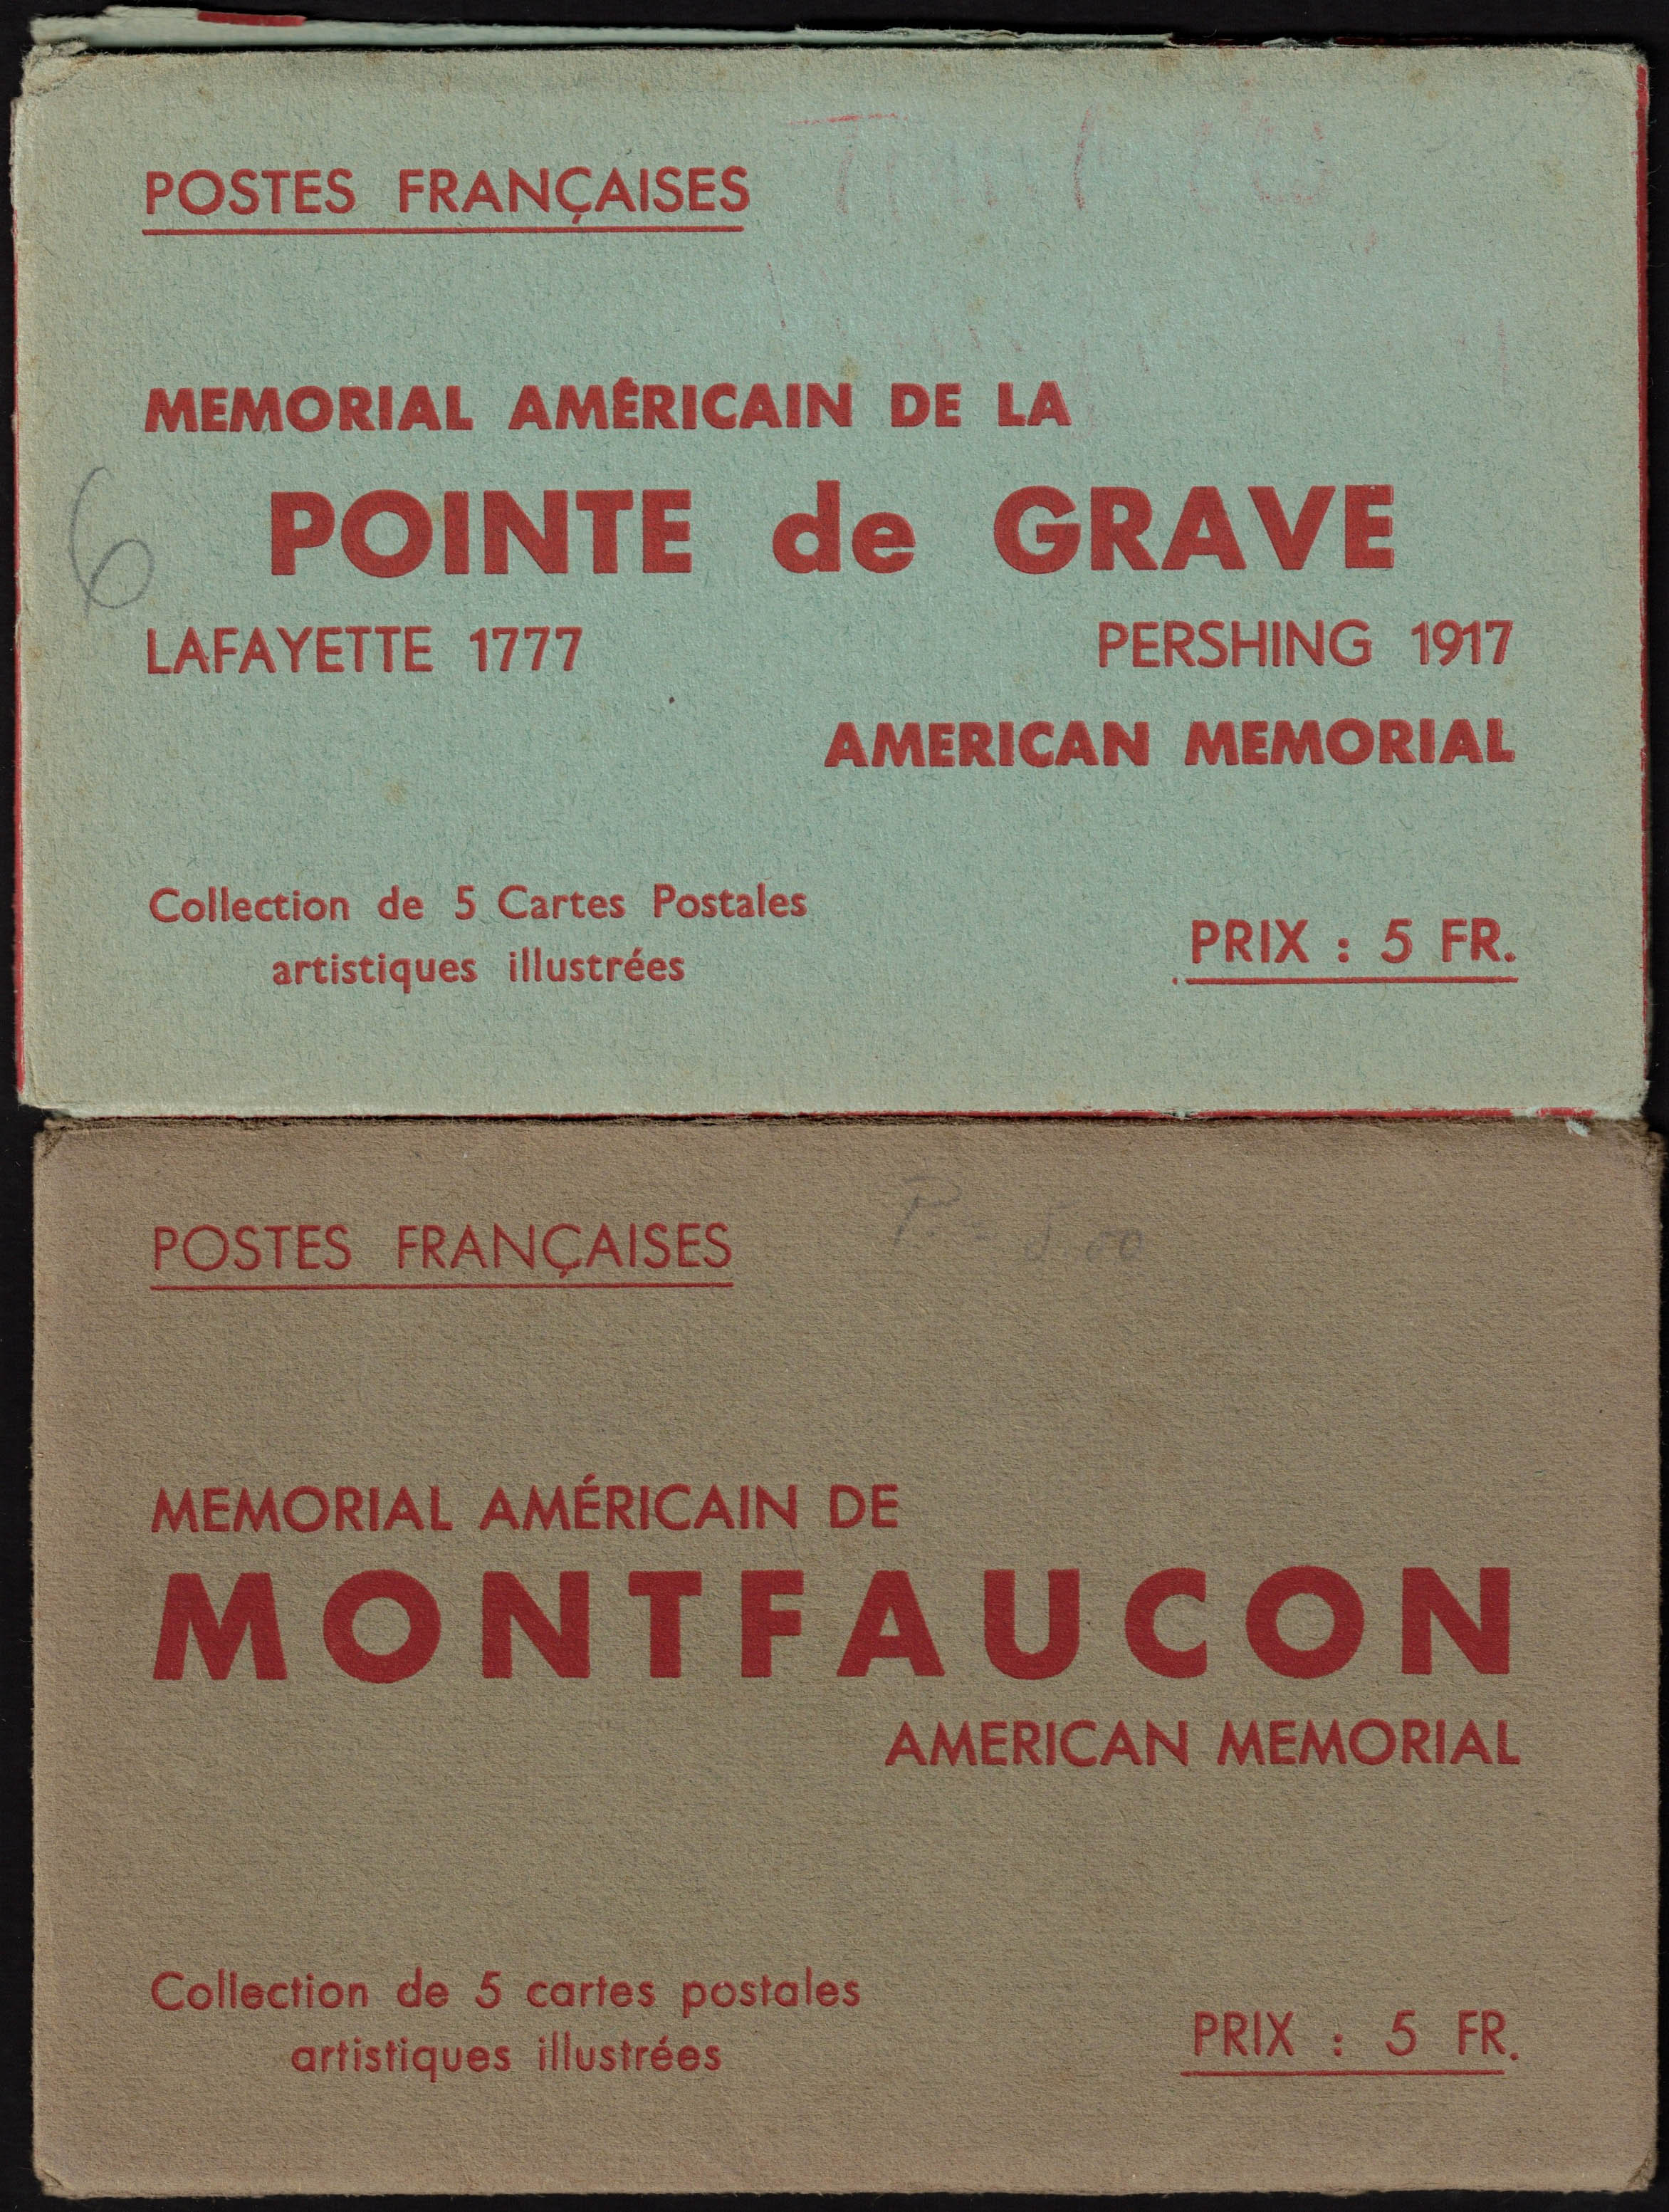 POSTES FRANÇAISES
MEMORIAL AMÉRICAIN DE LA
POINTE de GRAVE
6
LAFAYETTE 1777 PERSHING 1917
AMERICAN MEMORIAL
Collection de 5 Cartes Postales
artistiques illustrées
PRIX : 5 FR.
POSTES FRANÇAISES
MEMORIAL AMÉRICAIN DE
MONTFAUCON
AMERICAN MEMORIAL
Collection de 5 cartes postales
artistiques illustrées
PRIX : 5 FR.